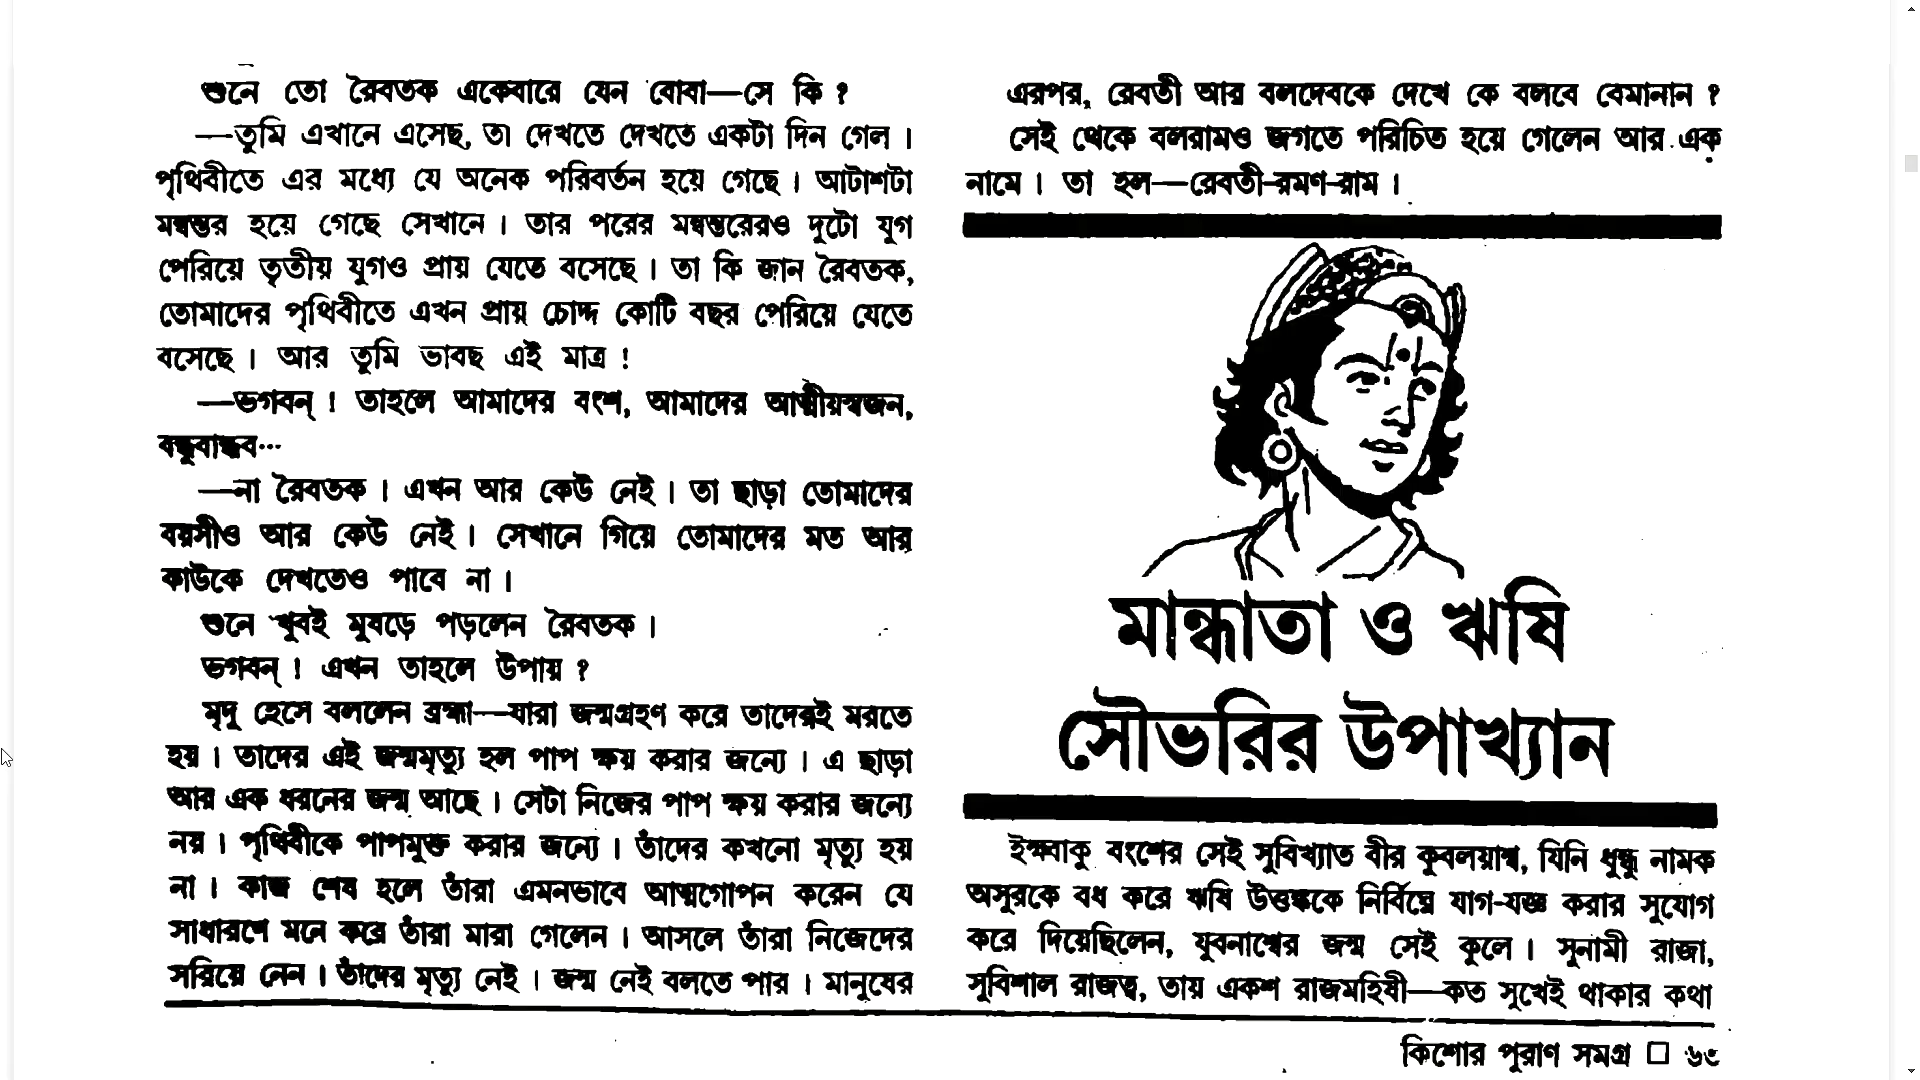 শুনে তো রৈবতক একেবারে যেন বোবা—সে কি ?
—তুমি এখানে এসেছ, তা দেখতে দেখতে একটা দিন গেল ।
পৃথিবীতে এর মধ্যে যে অনেক পরিবর্তন হয়ে গেছে । আটাশটা
মন্বন্তর হয়ে গেছে সেখানে । তার পরের মন্বন্তরেরও দুটো যুগ
পেরিয়ে তৃতীয় যুগও প্রায় যেতে বসেছে । তা কি জান রৈবতক,
তোমাদের পৃথিবীতে এখন প্রায় চোদ্দ কোটি বছর পেরিয়ে যেতে
বসেছে । আর তুমি ভাবছ এই মাত্র !
—ভগবন্ ! তাহলে আমাদের বংশ, আমাদের আত্মীয়স্বজন,
বন্ধুবান্ধব···
—না রৈবতক । এখন আর কেউ নেই । তা ছাড়া তোমাদের
বয়সীও আর কেউ নেই । সেখানে গিয়ে তোমাদের মত আর
কাউকে দেখতেও পাবে না ।
শুনে খুবই মুষড়ে পড়লেন রৈবতক ।
ভগবন্ ! এখন তাহলে উপায় ?
মৃদু হেসে বললেন ব্রহ্মা—যারা জন্মগ্রহণ করে তাদেরই মরতে
হয় । তাদের এই জন্মমৃত্যু হল পাপ ক্ষয় করার জন্যে । এ ছাড়া
আর এক ধরনের জন্ম আছে । সেটা নিজের পাপ ক্ষয় করার জন্যে
নয় । পৃথিবীকে পাপমুক্ত করার জন্যে । তাঁদের কখনো মৃত্যু হয়
না । কাজ শেষ হলে তাঁরা এমনভাবে আত্মগোপন করেন যে
সাধারণে মনে করে তাঁরা মারা গেলেন । আসলে তাঁরা নিজেদের
সরিয়ে নেন । তাঁদের মৃত্যু নেই । জন্ম নেই বলতে পার । মানুষের
এরপর, রেবতী আর বলদেবকে দেখে কে বলবে বেমানান ?
সেই থেকে বলরামও জগতে পরিচিত হয়ে গেলেন আর এক
নামে । তা হল—রেবতী-রমণ-রাম ।
মান্ধাতা ও ঋষি
সৌভরির উপাখ্যান
ইক্ষ্বাকু বংশের সেই সুবিখ্যাত বীর কুবলয়াশ্ব, যিনি ধুন্ধু নামক
অসুরকে বধ করে ঋষি উত্তঙ্ককে নির্বিঘ্নে যাগ-যজ্ঞ করার সুযোগ
করে দিয়েছিলেন, যুবনাশ্বের জন্ম সেই কুলে । সুনামী রাজা,
সুবিশাল রাজত্ব, তায় একশ রাজমহিষী—কত সুখেই থাকার কথা
কিশোর পুরাণ সমগ্র □ ৬৩